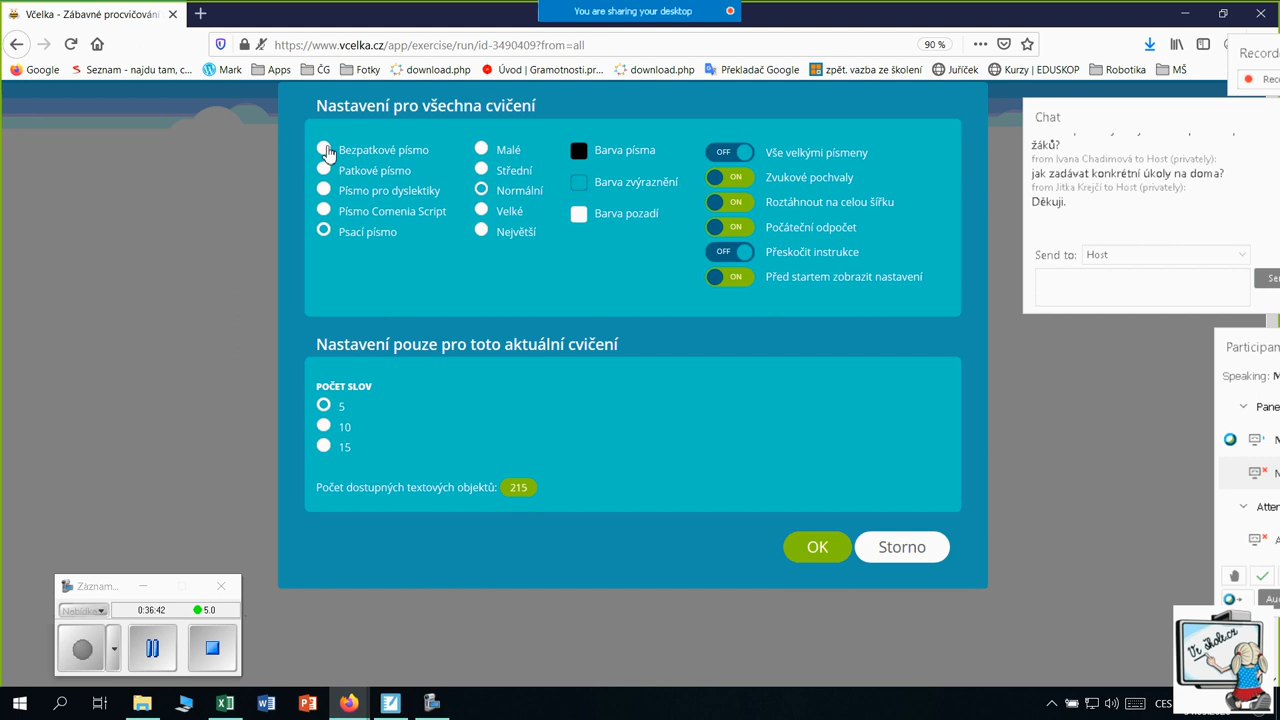 Včelka - Zábavné procvičování
You are sharing your desktop
https://www.vcelka.cz/app/exercise/run/id-3490409?from=all
90 %
Google
Seznam - najdu tam, c...
Mark
Apps
ČG
Fotky
download.php
Úvod | Gramotnosti.pr...
download.php
Překladač Google
zpět. vazba ze školení
Juříček
Kurzy | EDUSKOP
Robotika
MŠ
Nastavení pro všechna cvičení
Bezpatkové písmo
Patkové písmo
Písmo pro dyslektiky
Písmo Comenia Script
Psací písmo
Malé
Střední
Normální
Velké
Největší
Barva písma
Barva zvýraznění
Barva pozadí
OFF Vše velkými písmeny
ON Zvukové pochvaly
ON Roztáhnout na celou šířku
ON Počáteční odpočet
OFF Přeskočit instrukce
ON Před startem zobrazit nastavení
Nastavení pouze pro toto aktuální cvičení
POČET SLOV
5
10
15
Počet dostupných textových objektů: 215
OK
Storno
Chat
žáků?
from Ivana Chadimová to Host (privately):
jak zadávat konkrétní úkoly na doma?
from Jitka Krejčí to Host (privately):
Děkuji.
Send to:
Host
Speaking:
Záznam...
Nabídka
0:36:42
5.0
Ve škole.cz
CES